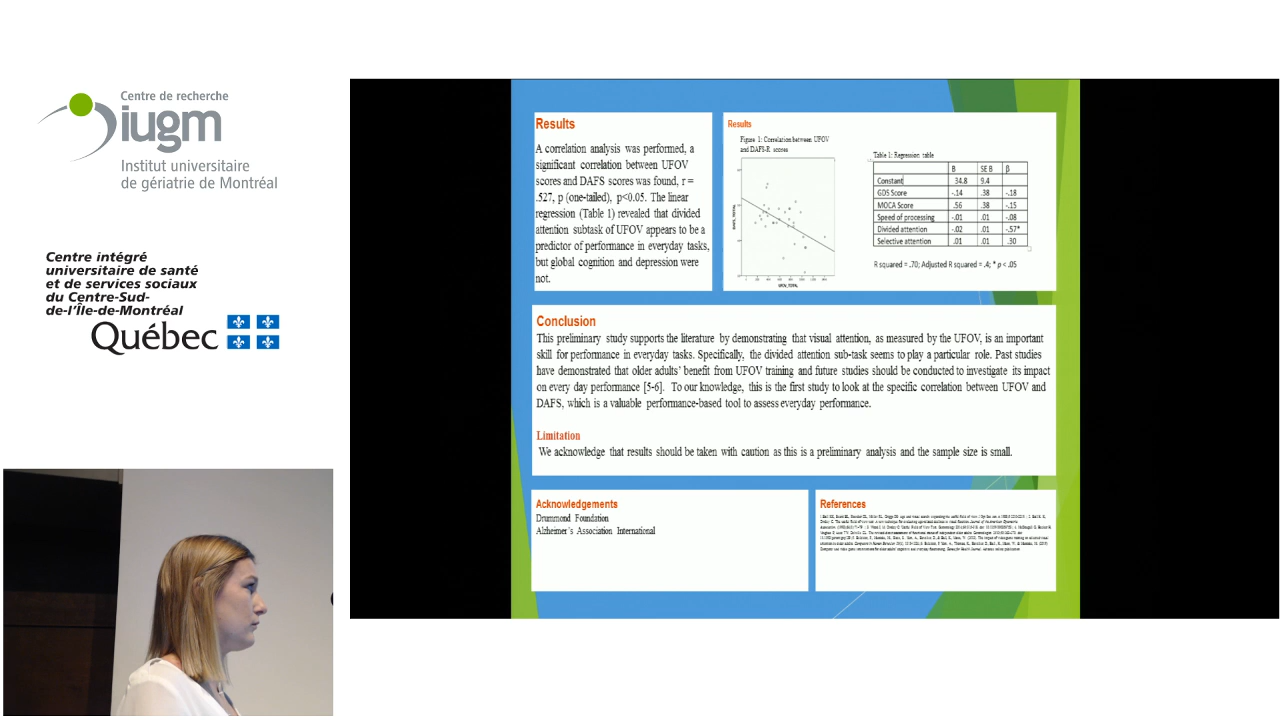 Centre de recherche
iugm
Institut universitaire
de gériatrie de Montréal
Centre intégré
universitaire de santé
et de services sociaux
du Centre-Sud-
de-l'Île-de-Montréal
Québec
Results
A correlation analysis was performed, a
significant correlation between UFOV
scores and DAFS scores was found, r =
.527, p (one-tailed), p<0.05. The linear
regression (Table 1) revealed that divided
attention subtask of UFOV appears to be a
predictor of performance in everyday tasks,
but global cognition and depression were
not.
Results
Figure 1: Correlation between UFOV
and DAFS-R scores
DAFS_TOTAL
UFOV_TOTAL
Table 1: Regression table
B SE B β
Constant 34.8 9.4
GDS Score -.14 .38 -.18
MOCA Score .56 .38 -.15
Speed of processing -.01 .01 -.08
Divided attention -.02 .01 -.57*
Selective attention .01 .01 .30
R squared = .70; Adjusted R squared = .4; * p < .05
Conclusion
This preliminary study supports the literature by demonstrating that visual attention, as measured by the UFOV, is an important
skill for performance in everyday tasks. Specifically, the divided attention sub-task seems to play a particular role. Past studies
have demonstrated that older adults' benefit from UFOV training and future studies should be conducted to investigate its impact
on every day performance [5-6]. To our knowledge, this is the first study to look at the specific correlation between UFOV and
DAFS, which is a valuable performance-based tool to assess everyday performance.
Limitation
We acknowledge that results should be taken with caution as this is a preliminary analysis and the sample size is small.
Acknowledgements
Drummond Foundation
Alzheimer's Association International
References